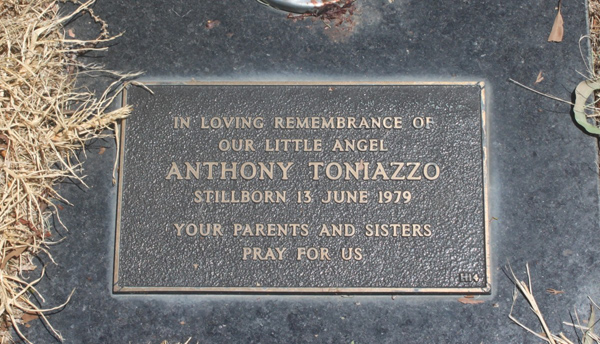 IN LOVING REMEMBRANCE OF
OUR LITTLE ANGEL
ANTHONY TONIAZZO
STILLBORN 13 JUNE 1979
YOUR PARENTS AND SISTERS
PRAY FOR US